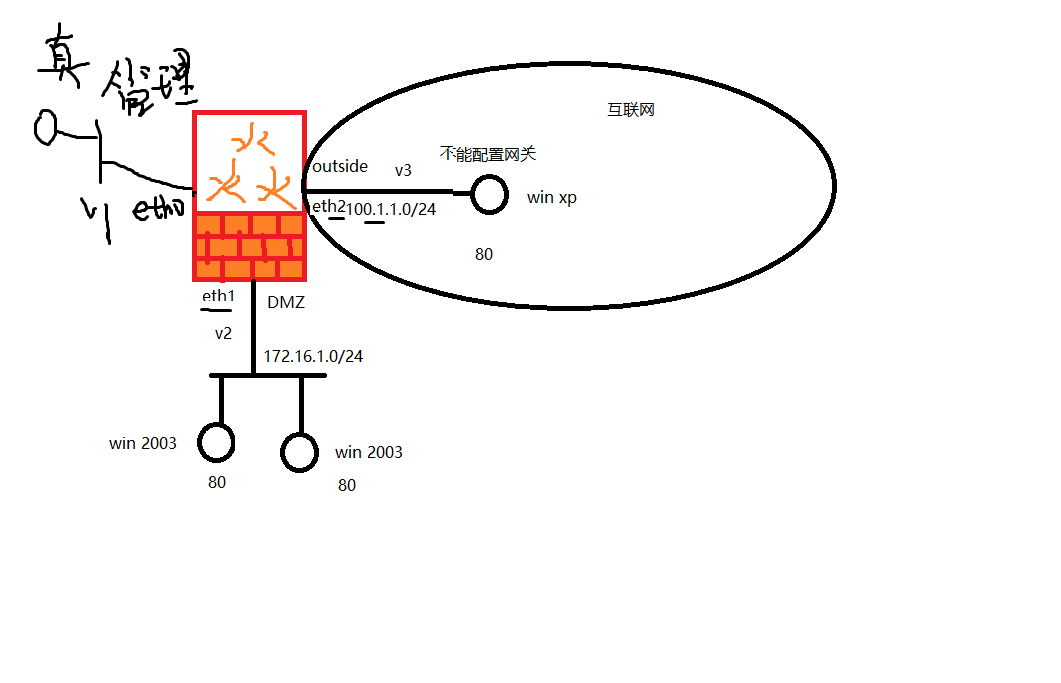 真
管理
互联网
不能配置网关
outside
v3
win xp
v1
eth0
eth2
100.1.1.0/24
80
eth1
DMZ
v2
172.16.1.0/24
win 2003
win 2003
80
80